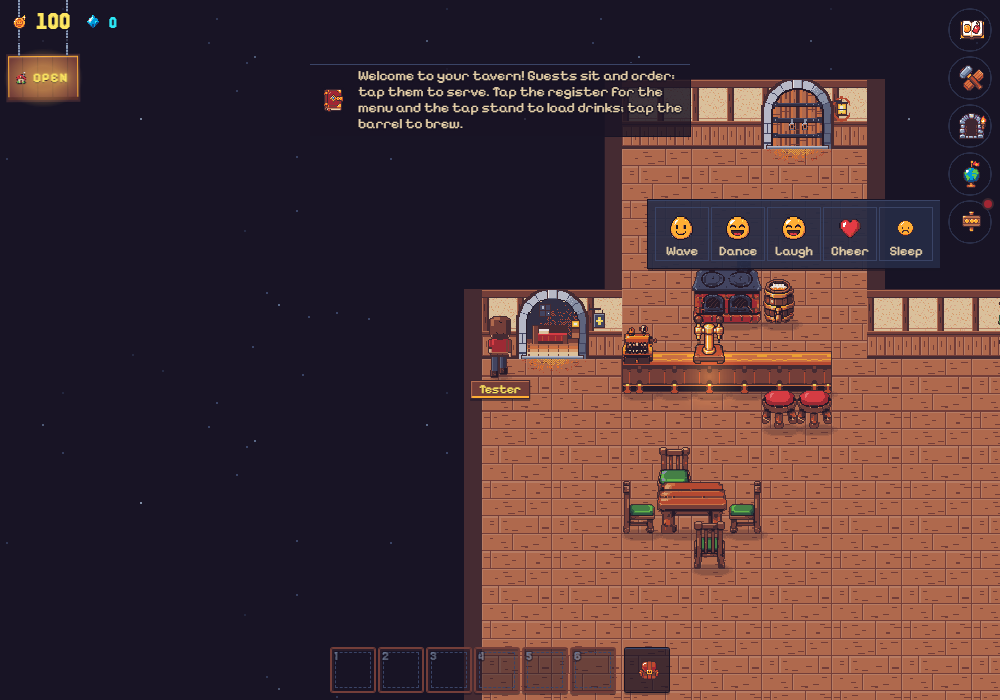 100
0
OPEN
Welcome to your tavern! Guests sit and order:
tap them to serve. Tap the register for the
menu and the tap stand to load drinks: tap the
barrel to brew.
Wave
Dance
Laugh
Cheer
Sleep
Tester
1
2
3
4
5
6